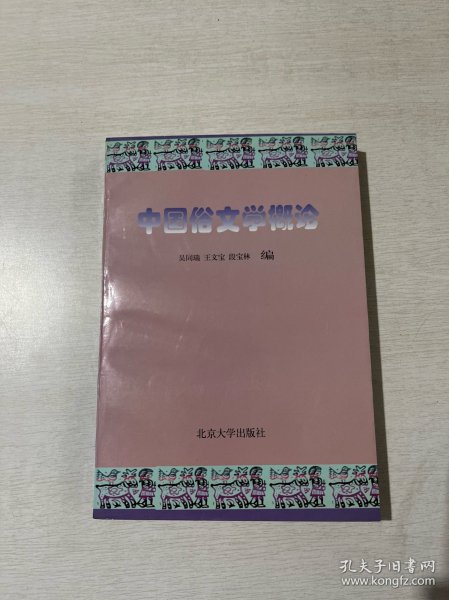 中国俗文学概论
吴同瑞 王文宝 段宝林 编
北京大学出版社
孔夫子旧书网
www.kongfz.com